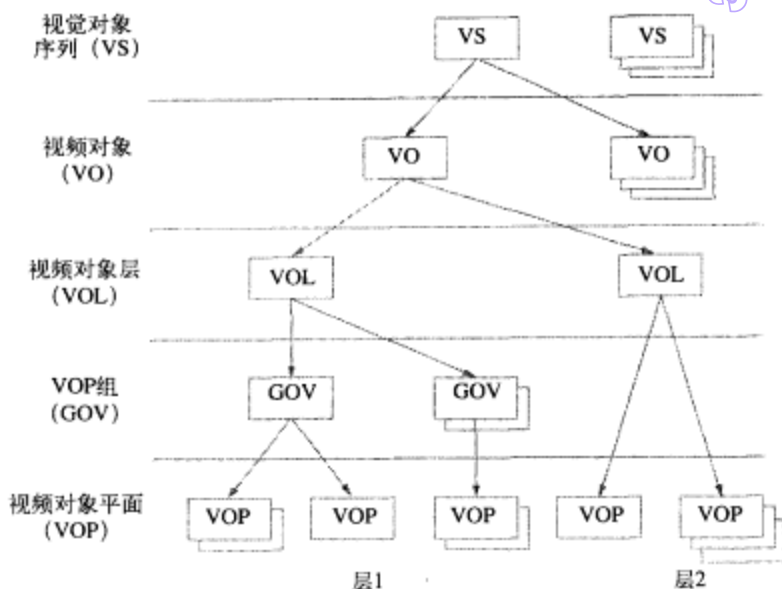 视觉对象
序列（VS）
VS
VS
视频对象
（VO）
VO
VO
视频对象层
（VOL）
VOL
VOL
VOP组
（GOV）
GOV
GOV
视频对象平面
（VOP）
VOP
VOP
VOP
VOP
VOP
层1
层2